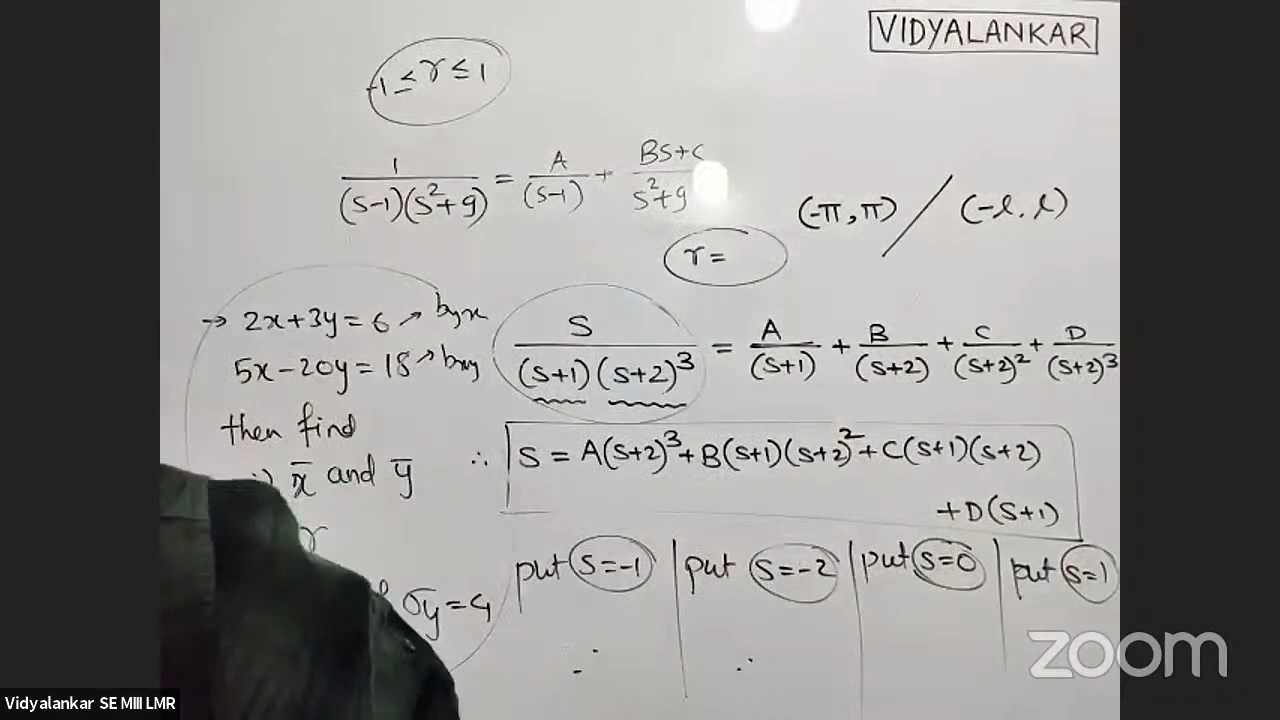 VIDYALANKAR
-1 ≤ r ≤ 1
1/((s-1)(s²+9)) = A/(s-1) + (Bs+C)/(s²+9)
(-π, π) / (-l, l)
r =
→ 2x+3y=6 → byx
5x-20y=18 → bxy
then find
x̄ and ȳ
r
σy=4
s/((s+1)(s+2)³) = A/(s+1) + B/(s+2) + C/(s+2)² + D/(s+2)³
∴ s = A(s+2)³+B(s+1)(s+2)²+C(s+1)(s+2)
+D(s+1)
put s=-1 | put s=-2 | put s=0 | put s=1
∴ ∴
zoom
Vidyalankar SE MIII LMR